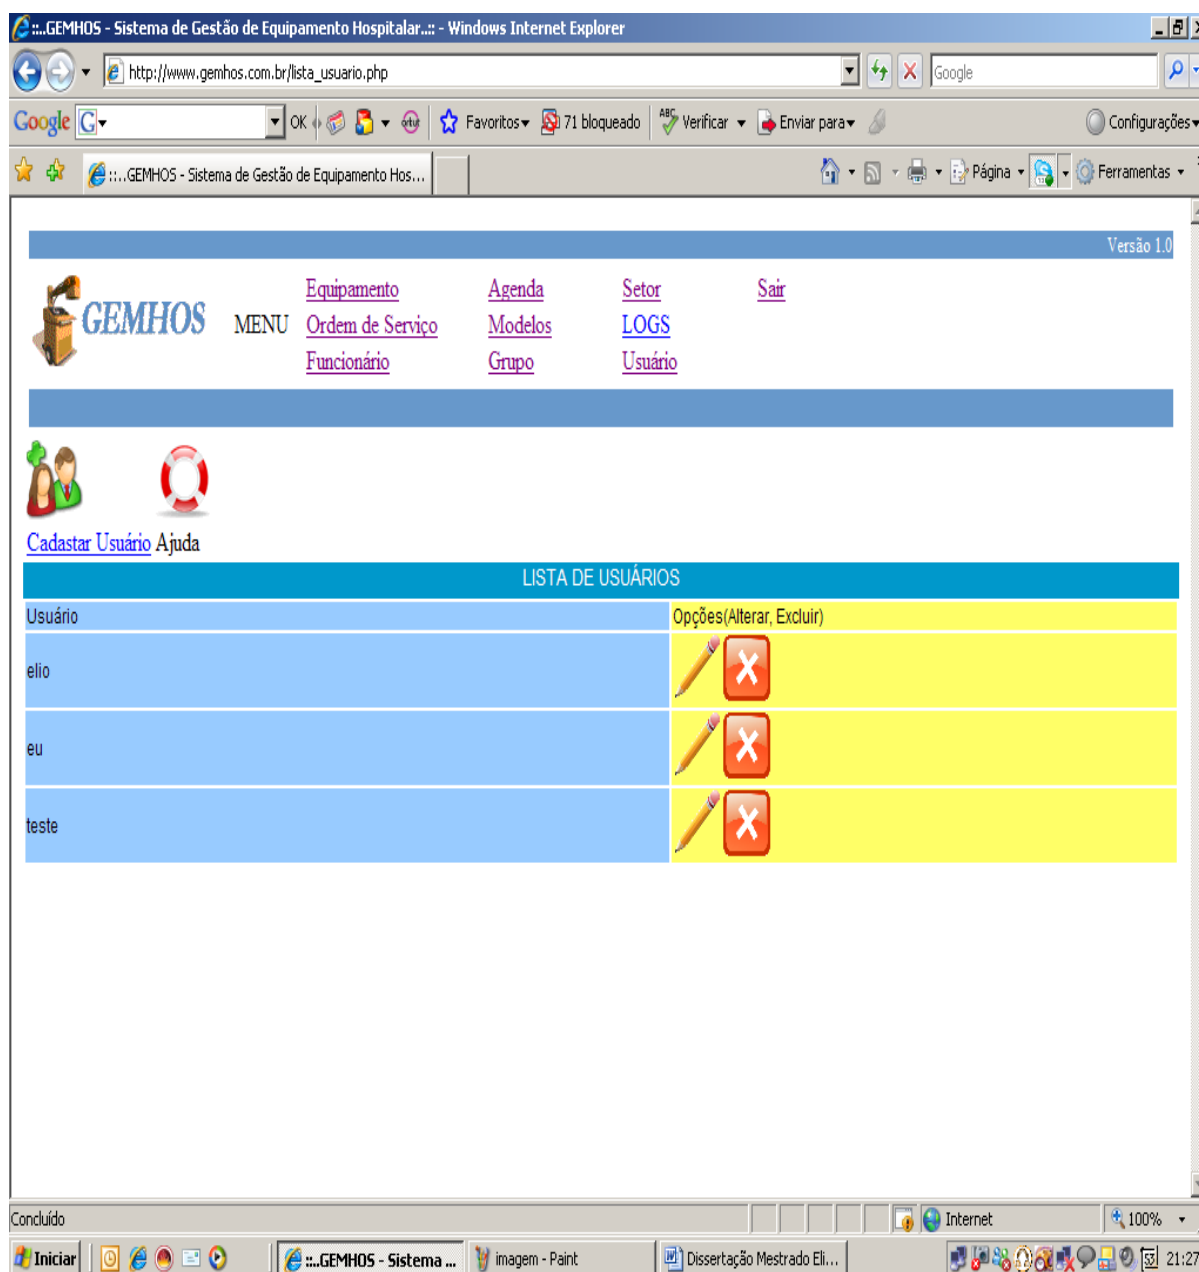 ::..GEMHOS - Sistema de Gestão de Equipamento Hospitalar..:: - Windows Internet Explorer
http://www.gemhos.com.br/lista_usuario.php
Google
Google G OK Favoritos 71 bloqueado ABC Verificar Enviar para Configurações
::..GEMHOS - Sistema de Gestão de Equipamento Hos... Página Ferramentas
Versão 1.0
Equipamento Agenda Setor Sair
GEMHOS MENU Ordem de Serviço Modelos LOGS
Funcionário Grupo Usuário
Cadastar Usuário Ajuda
LISTA DE USUÁRIOS
Usuário Opções(Alterar, Excluir)
elio
eu
teste
Concluído Internet 100%
Iniciar ::..GEMHOS - Sistema ... imagem - Paint Dissertação Mestrado Eli... 21:27